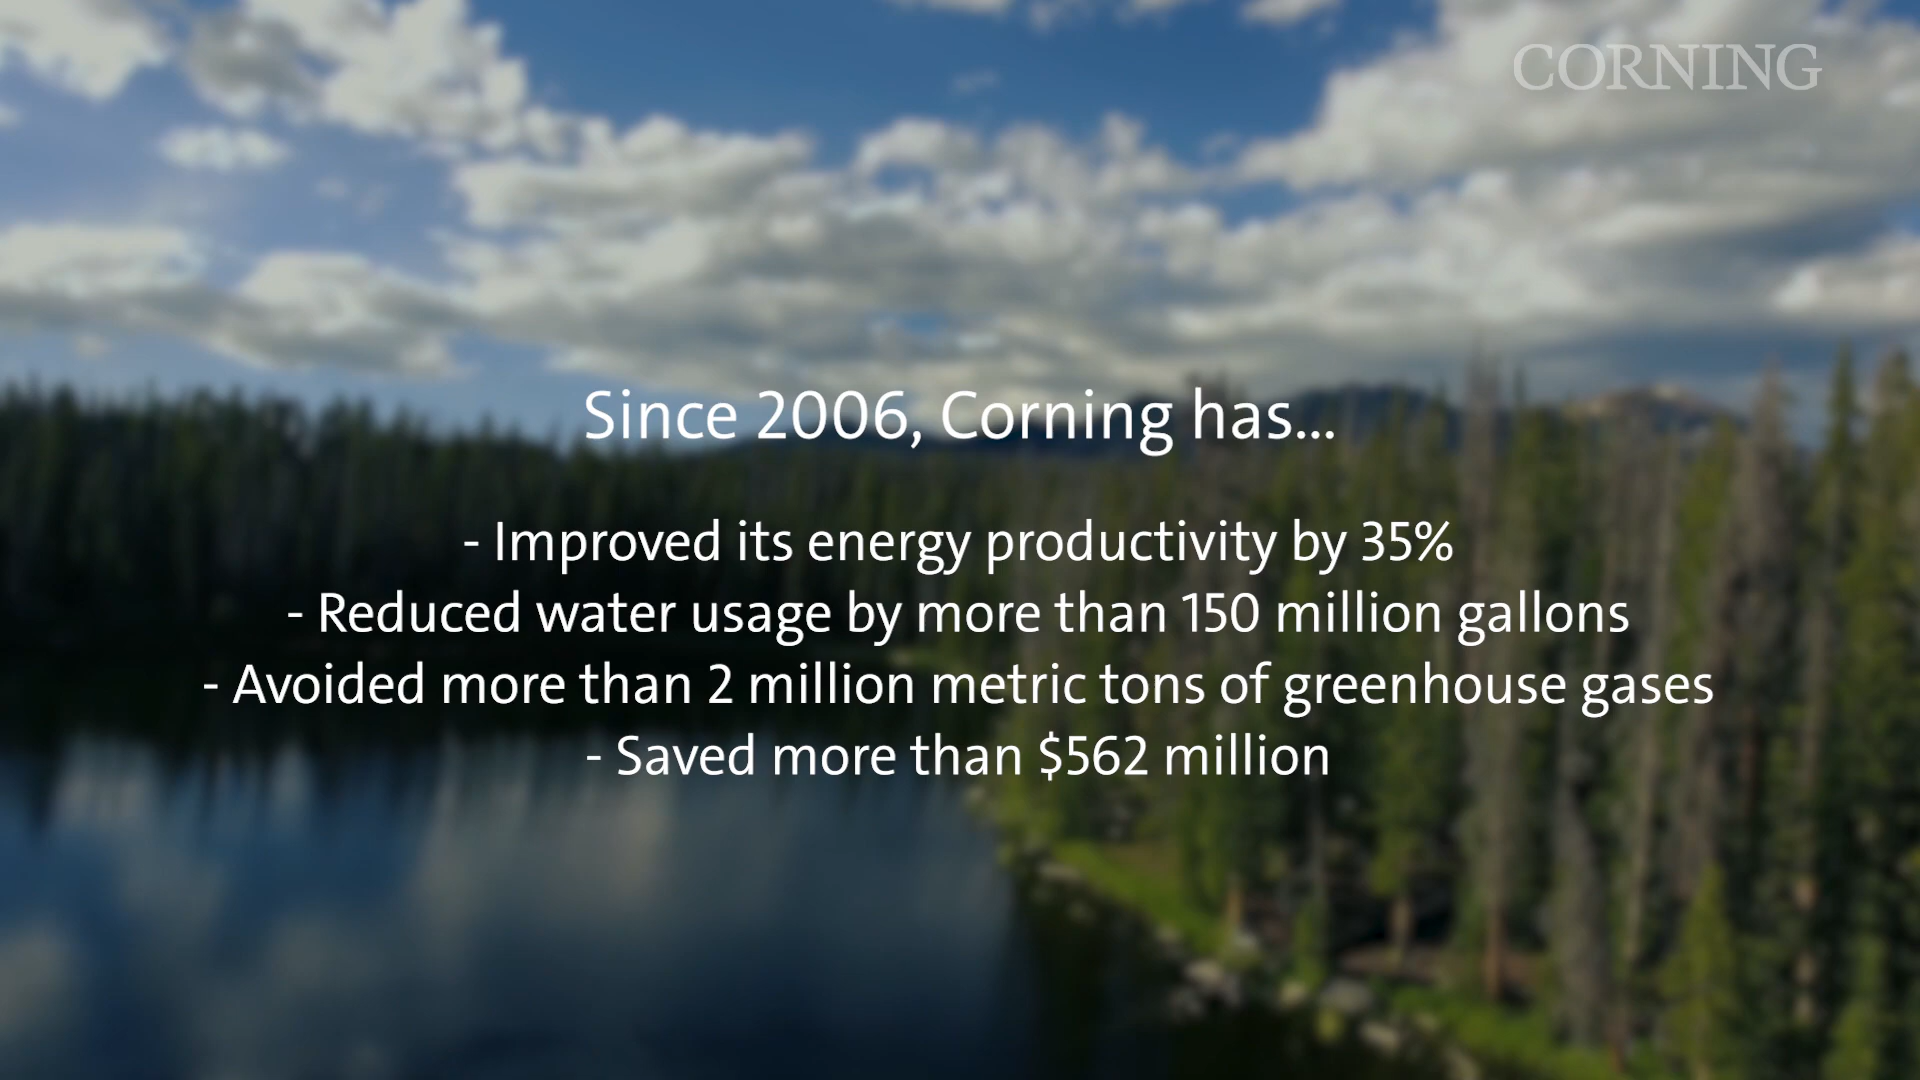 CORNING
Since 2006, Corning has...
- Improved its energy productivity by 35%
- Reduced water usage by more than 150 million gallons
- Avoided more than 2 million metric tons of greenhouse gases
- Saved more than $562 million